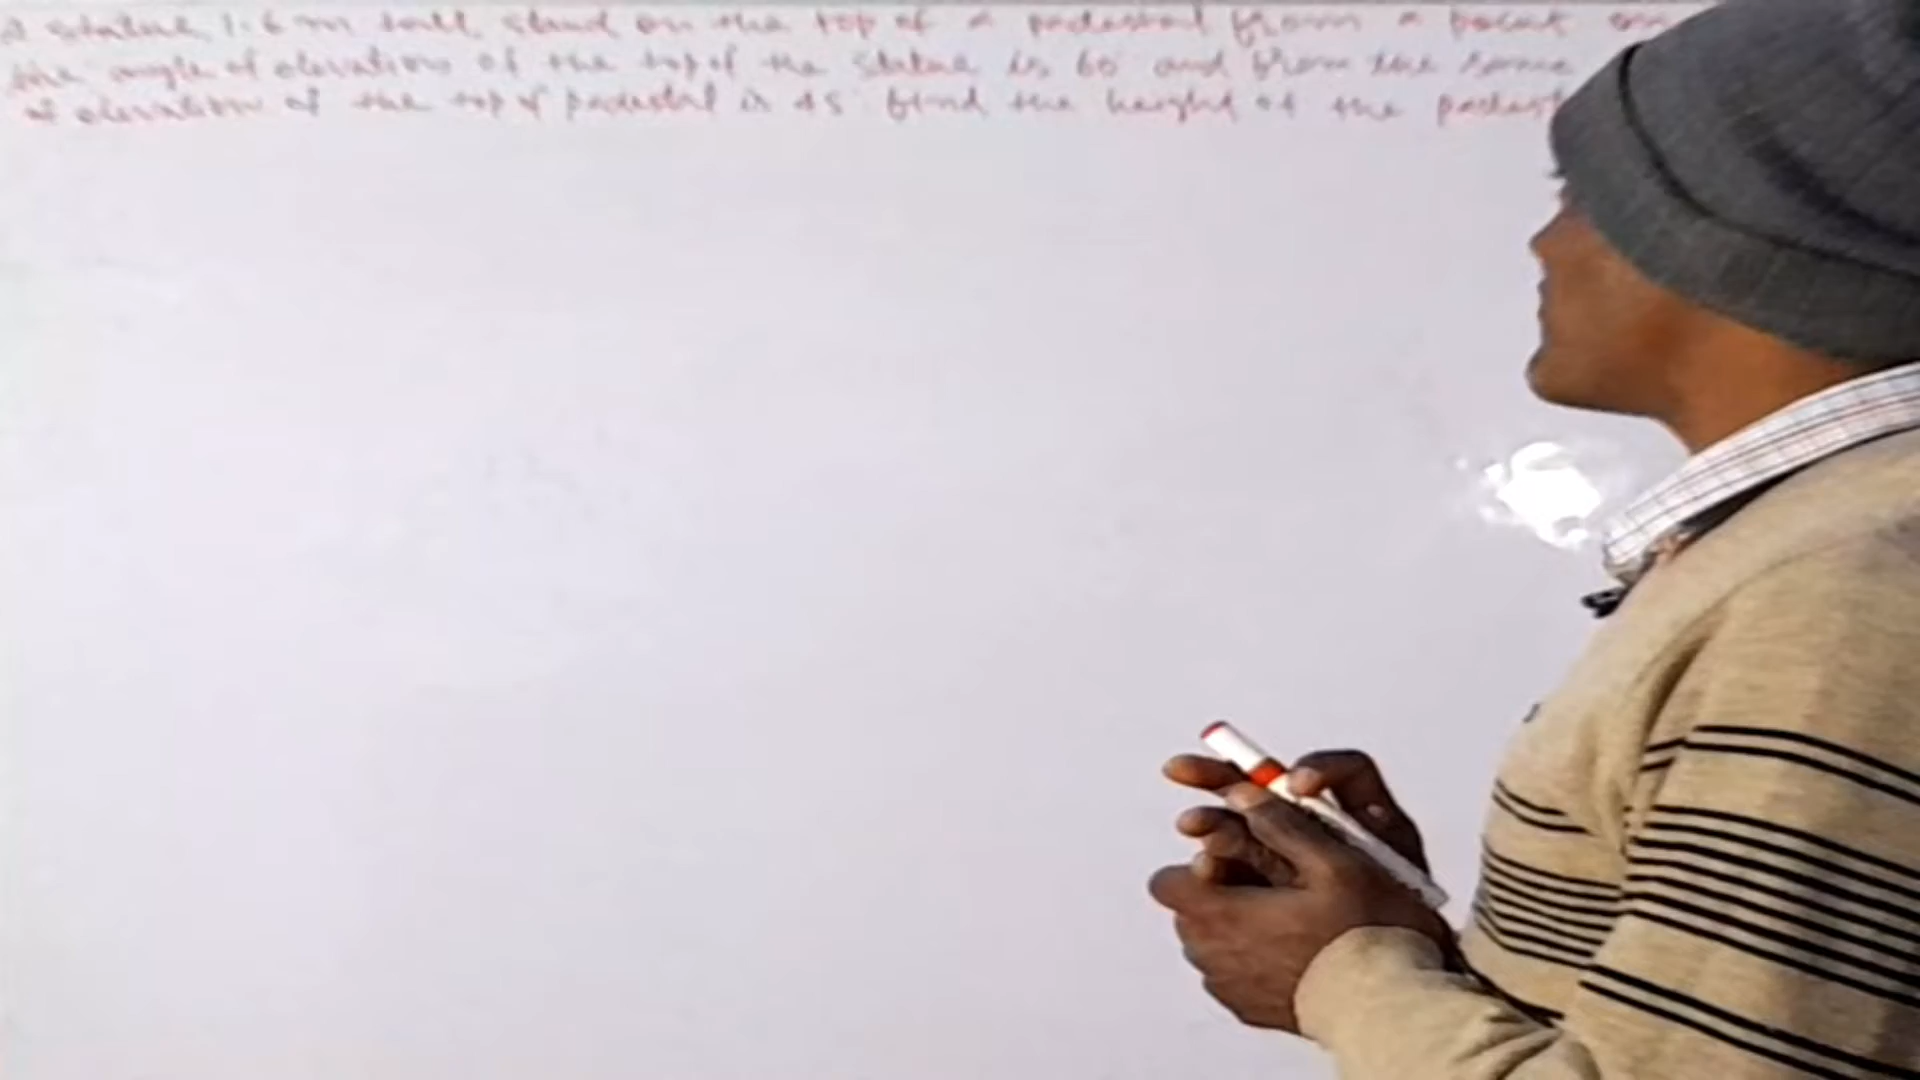 A statue 1.6 m tall stand on the top of a pedestal from a point on
the angle of elevation of the top of the statue is 60 and from the same
of elevation of the top of pedestal is 45 find the height of the pedest